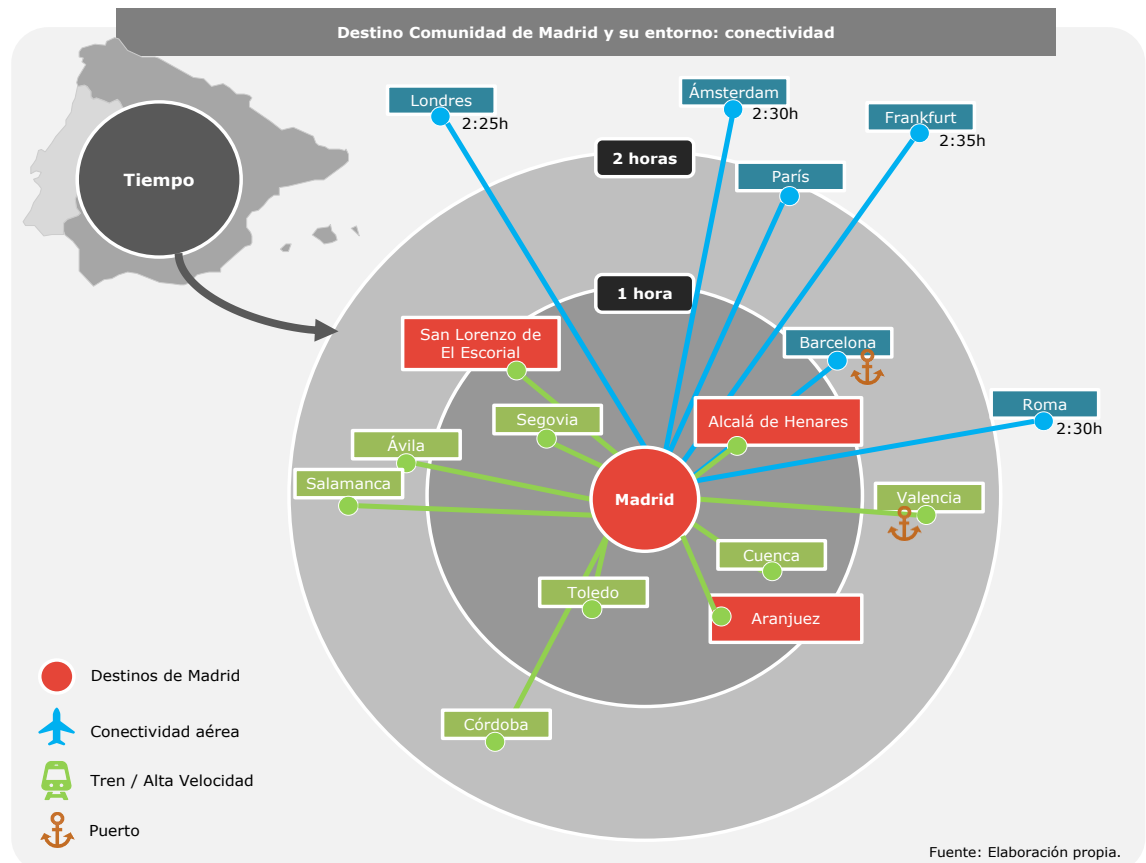 Destino Comunidad de Madrid y su entorno: conectividad
Tiempo
Londres
2:25h
Ámsterdam
2:30h
Frankfurt
2:35h
2 horas
París
1 hora
San Lorenzo de
El Escorial
Barcelona
Roma
2:30h
Segovia
Alcalá de Henares
Ávila
Salamanca
Madrid
Valencia
Cuenca
Toledo
Aranjuez
Córdoba
Destinos de Madrid
Conectividad aérea
Tren / Alta Velocidad
Puerto
Fuente: Elaboración propia.